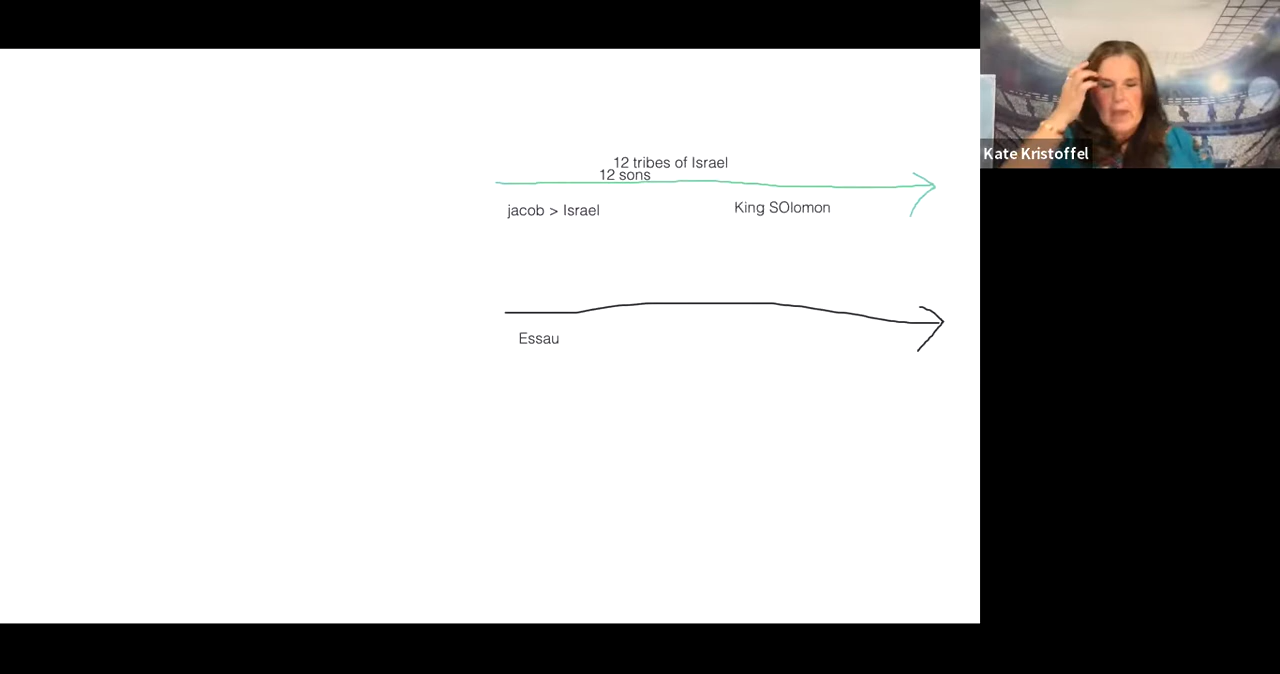 12 tribes of Israel
12 sons
jacob > Israel
King SOlomon
Essau
Kate Kristoffel